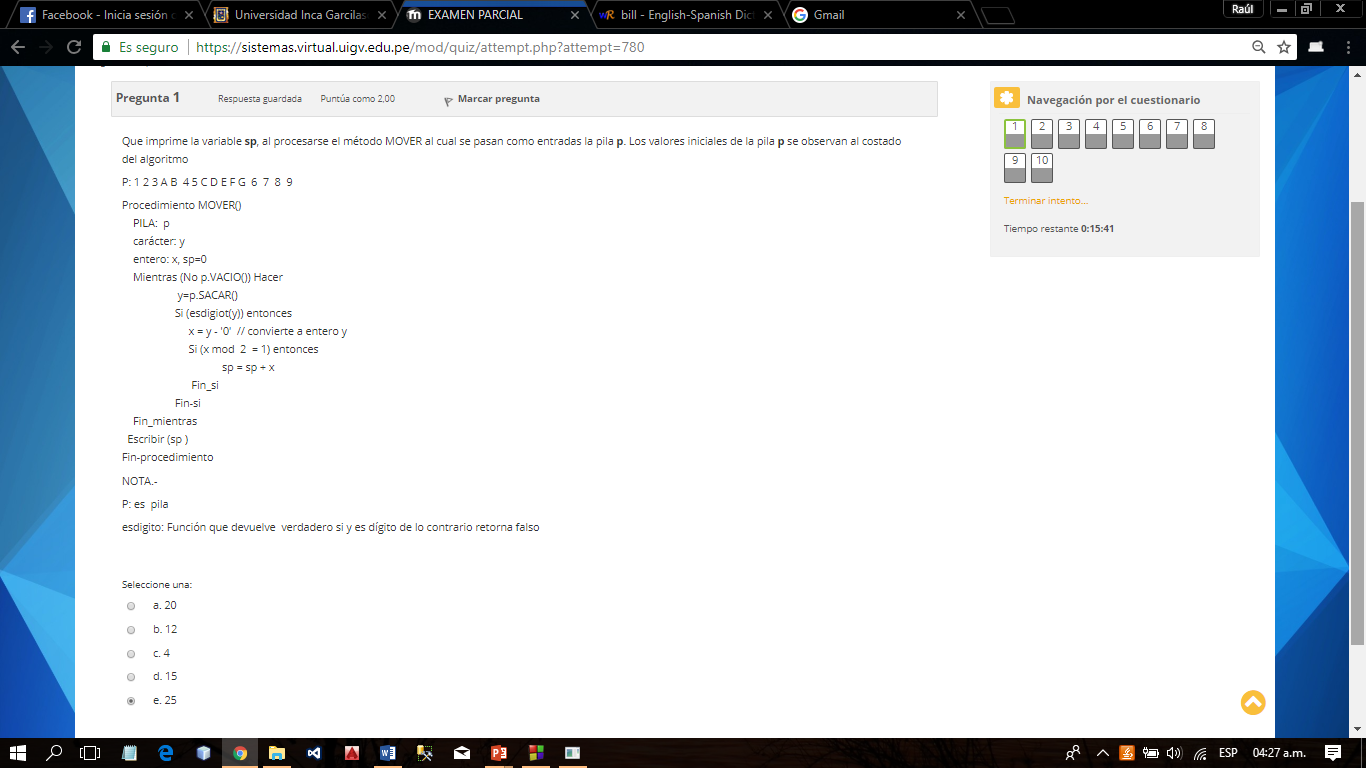 Facebook - Inicia sesión o
Universidad Inca Garcilas
EXAMEN PARCIAL
bill - English-Spanish Dict
Gmail
Raúl
Es seguro
https://sistemas.virtual.uigv.edu.pe/mod/quiz/attempt.php?attempt=780
Pregunta 1
Respuesta guardada
Puntúa como 2,00
Marcar pregunta
Que imprime la variable sp, al procesarse el método MOVER al cual se pasan como entradas la pila p. Los valores iniciales de la pila p se observan al costado
del algoritmo
P: 1 2 3 A B 4 5 C D E F G 6 7 8 9
Procedimiento MOVER()
PILA: p
carácter: y
entero: x, sp=0
Mientras (No p.VACIO()) Hacer
y=p.SACAR()
Si (esdigiot(y)) entonces
x = y - '0' // convierte a entero y
Si (x mod 2 = 1) entonces
sp = sp + x
Fin_si
Fin-si
Fin_mientras
Escribir (sp )
Fin-procedimiento
NOTA.-
P: es pila
esdigito: Función que devuelve verdadero si y es dígito de lo contrario retorna falso
Seleccione una:
a. 20
b. 12
c. 4
d. 15
e. 25
Navegación por el cuestionario
1 2 3 4 5 6 7 8
9 10
Terminar intento...
Tiempo restante 0:15:41
ESP
04:27 a.m.